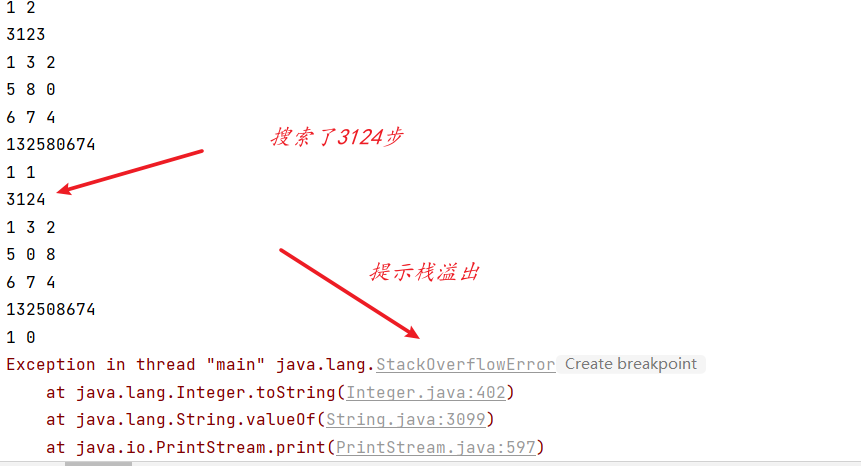 1 2
3123
1 3 2
5 8 0
6 7 4
132580674
搜索了3124步
1 1
3124
1 3 2
5 0 8
提示栈溢出
6 7 4
132508674
1 0
Exception in thread "main" java.lang.StackOverflowError Create breakpoint
at java.lang.Integer.toString(Integer.java:402)
at java.lang.String.valueOf(String.java:3099)
at java.io.PrintStream.print(PrintStream.java:597)